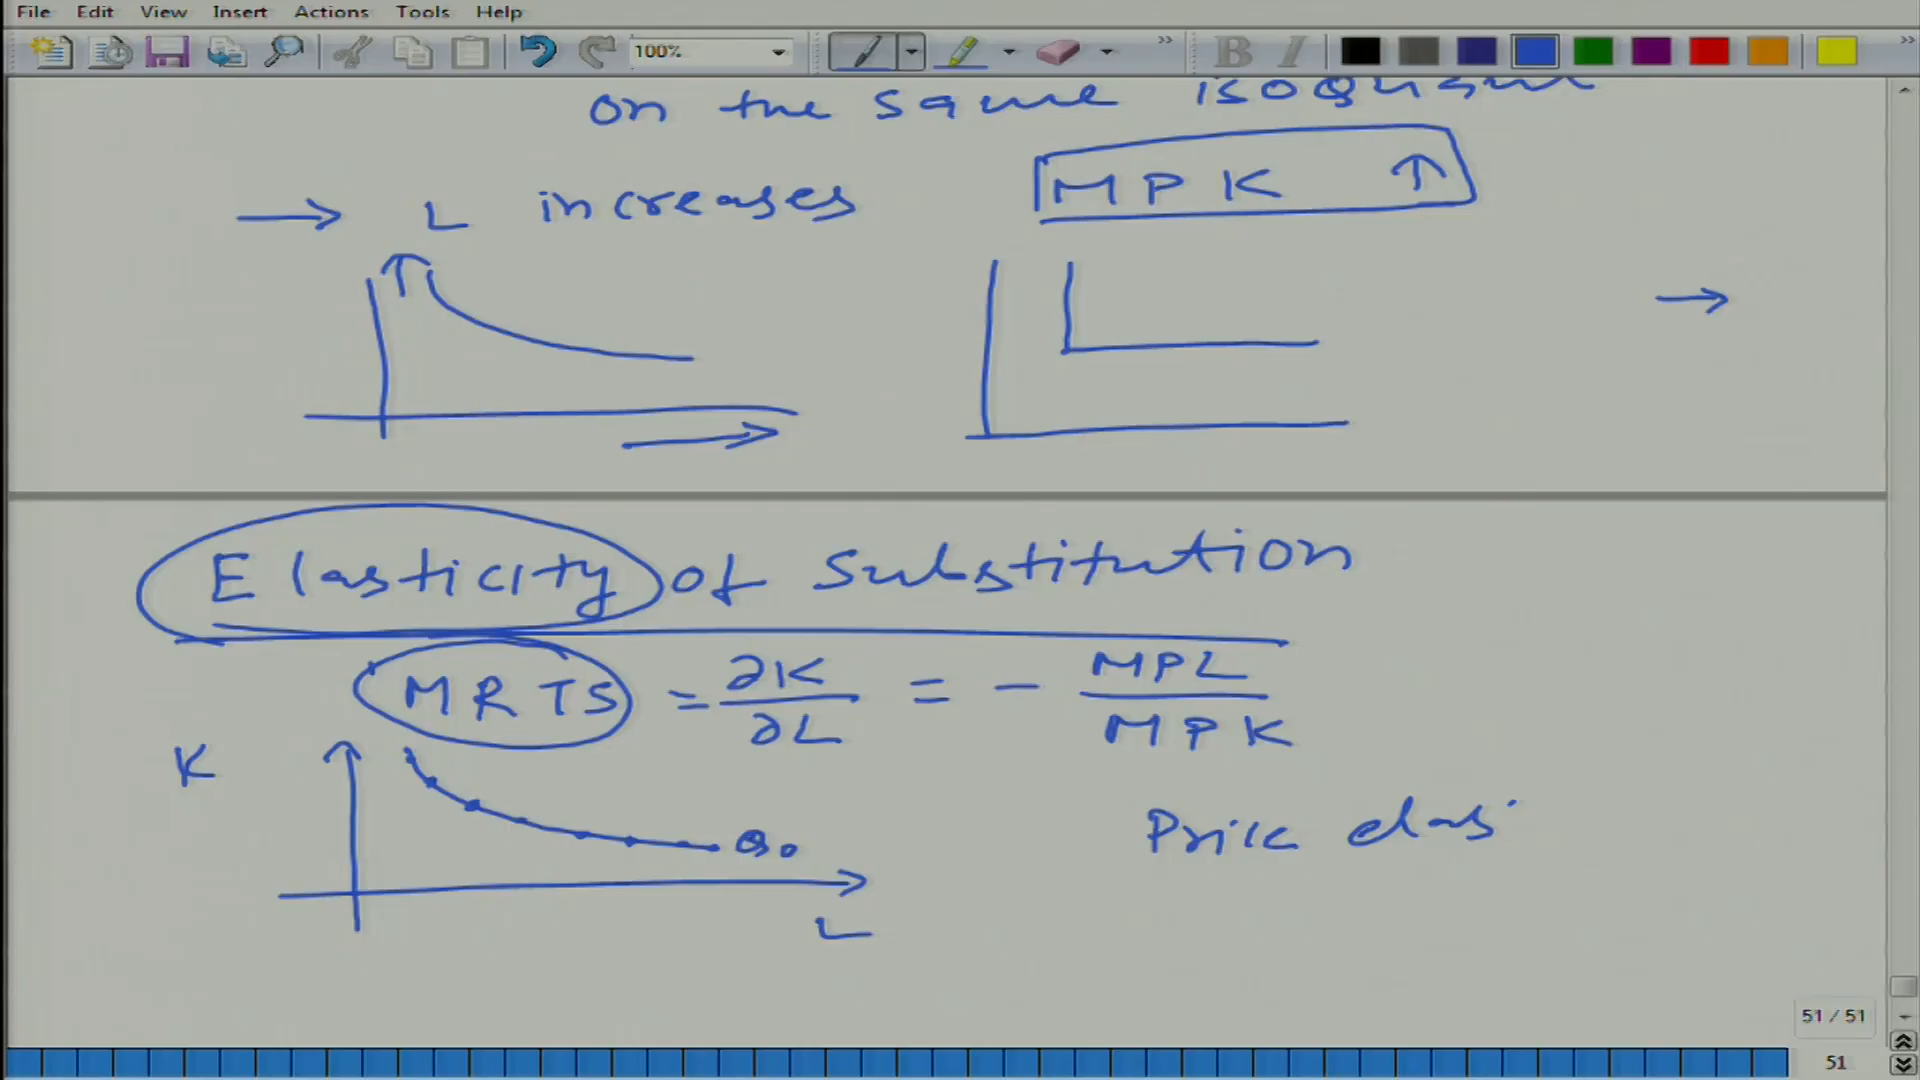 File Edit View Insert Actions Tools Help
100%
B I
on the same isoquant
→ L increases
MPK ↑
→
Elasticity of substitution
MRTS = ∂K/∂L = - MPL/MPK
K
Q₀
L
Price elas
51 / 51
51